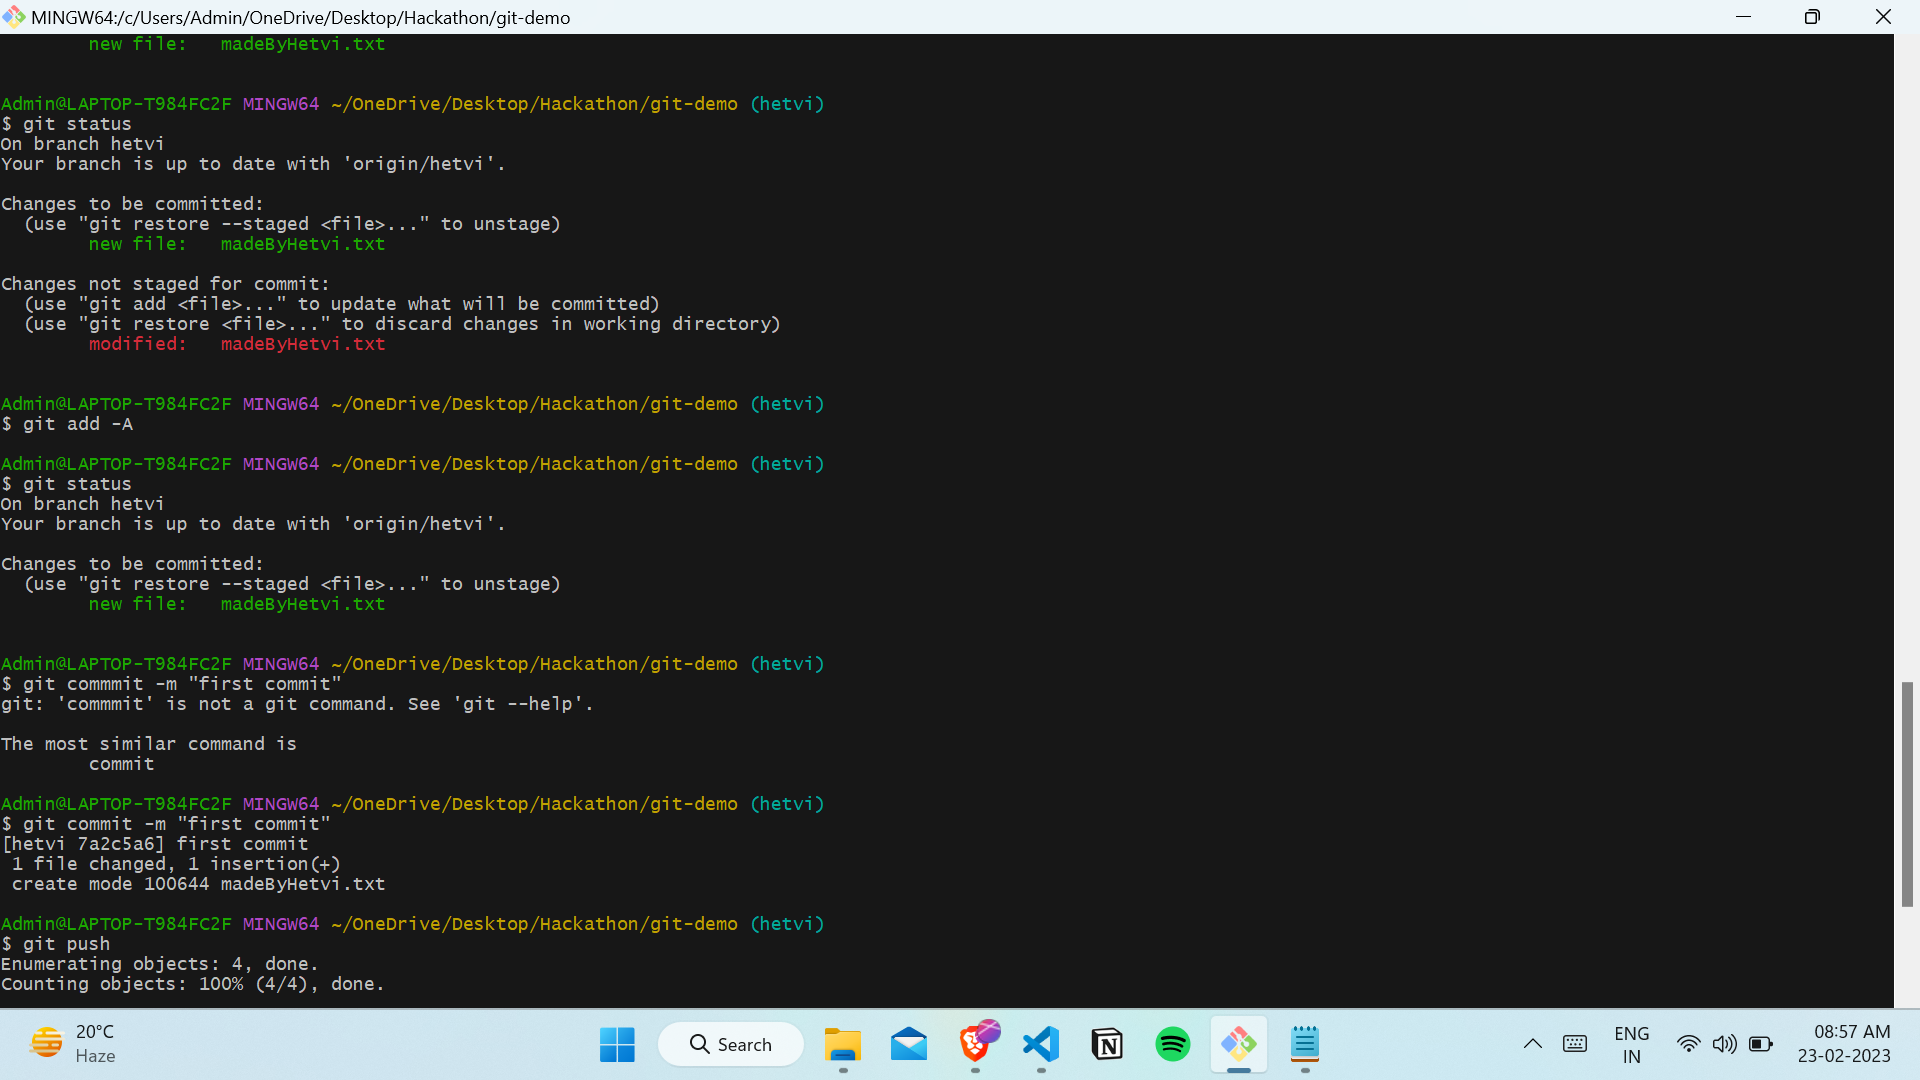 MINGW64:/c/Users/Admin/OneDrive/Desktop/Hackathon/git-demo
        new file:   madeByHetvi.txt
Admin@LAPTOP-T984FC2F MINGW64 ~/OneDrive/Desktop/Hackathon/git-demo (hetvi)
$ git status
On branch hetvi
Your branch is up to date with 'origin/hetvi'.
Changes to be committed:
  (use "git restore --staged <file>..." to unstage)
        new file:   madeByHetvi.txt
Changes not staged for commit:
  (use "git add <file>..." to update what will be committed)
  (use "git restore <file>..." to discard changes in working directory)
        modified:   madeByHetvi.txt
Admin@LAPTOP-T984FC2F MINGW64 ~/OneDrive/Desktop/Hackathon/git-demo (hetvi)
$ git add -A
Admin@LAPTOP-T984FC2F MINGW64 ~/OneDrive/Desktop/Hackathon/git-demo (hetvi)
$ git status
On branch hetvi
Your branch is up to date with 'origin/hetvi'.
Changes to be committed:
  (use "git restore --staged <file>..." to unstage)
        new file:   madeByHetvi.txt
Admin@LAPTOP-T984FC2F MINGW64 ~/OneDrive/Desktop/Hackathon/git-demo (hetvi)
$ git commmit -m "first commit"
git: 'commmit' is not a git command. See 'git --help'.
The most similar command is
        commit
Admin@LAPTOP-T984FC2F MINGW64 ~/OneDrive/Desktop/Hackathon/git-demo (hetvi)
$ git commit -m "first commit"
[hetvi 7a2c5a6] first commit
 1 file changed, 1 insertion(+)
 create mode 100644 madeByHetvi.txt
Admin@LAPTOP-T984FC2F MINGW64 ~/OneDrive/Desktop/Hackathon/git-demo (hetvi)
$ git push
Enumerating objects: 4, done.
Counting objects: 100% (4/4), done.
20°C
Haze
Search
N
ENG
IN
08:57 AM
23-02-2023